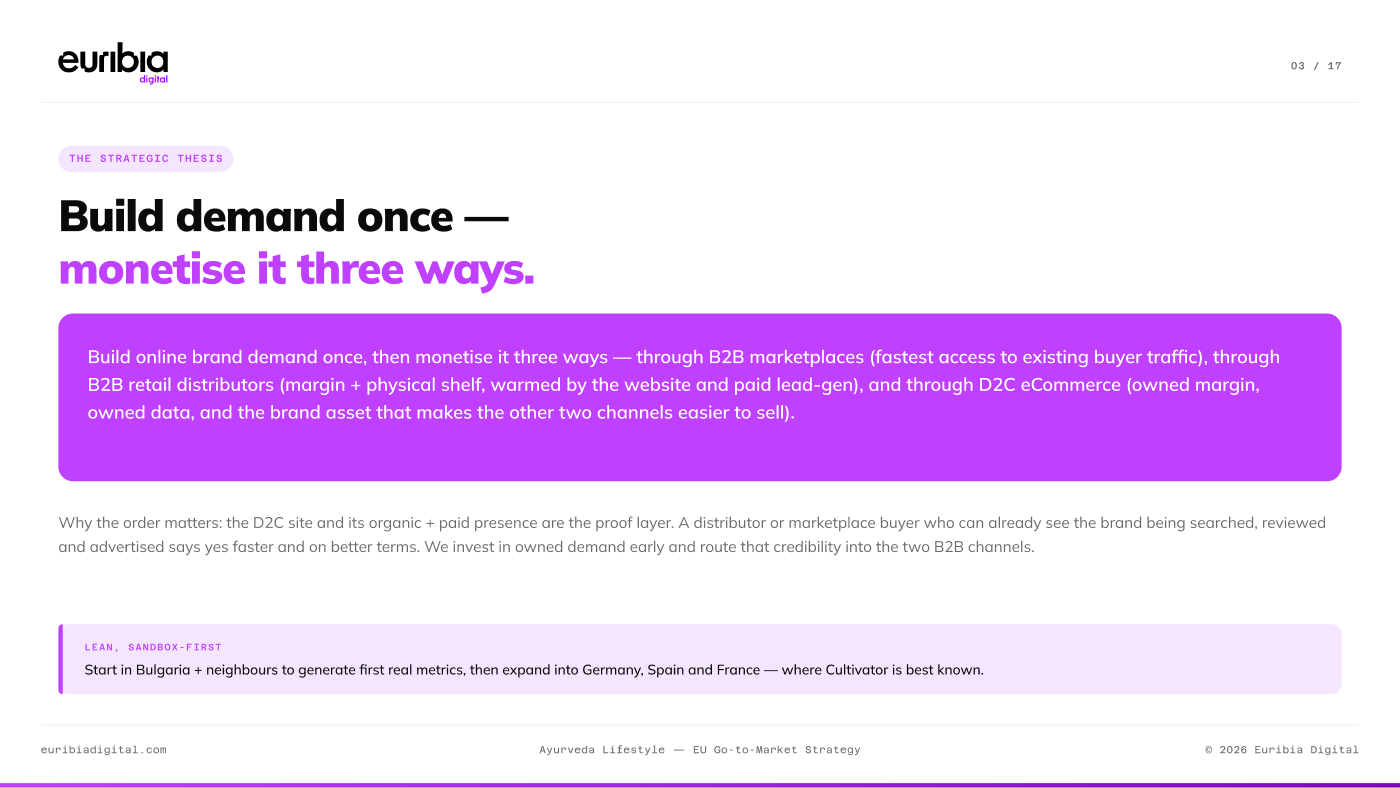 euribia
digital
03 / 17
THE STRATEGIC THESIS
Build demand once —
monetise it three ways.
Build online brand demand once, then monetise it three ways — through B2B marketplaces (fastest access to existing buyer traffic), through
B2B retail distributors (margin + physical shelf, warmed by the website and paid lead-gen), and through D2C eCommerce (owned margin,
owned data, and the brand asset that makes the other two channels easier to sell).
Why the order matters: the D2C site and its organic + paid presence are the proof layer. A distributor or marketplace buyer who can already see the brand being searched, reviewed
and advertised says yes faster and on better terms. We invest in owned demand early and route that credibility into the two B2B channels.
LEAN, SANDBOX-FIRST
Start in Bulgaria + neighbours to generate first real metrics, then expand into Germany, Spain and France — where Cultivator is best known.
euribiadigital.com
Ayurveda Lifestyle — EU Go-to-Market Strategy
© 2026 Euribia Digital